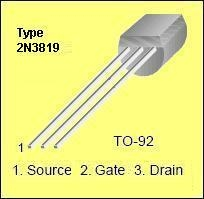 Type
2N3819
TO-92
1
1. Source 2. Gate 3. Drain